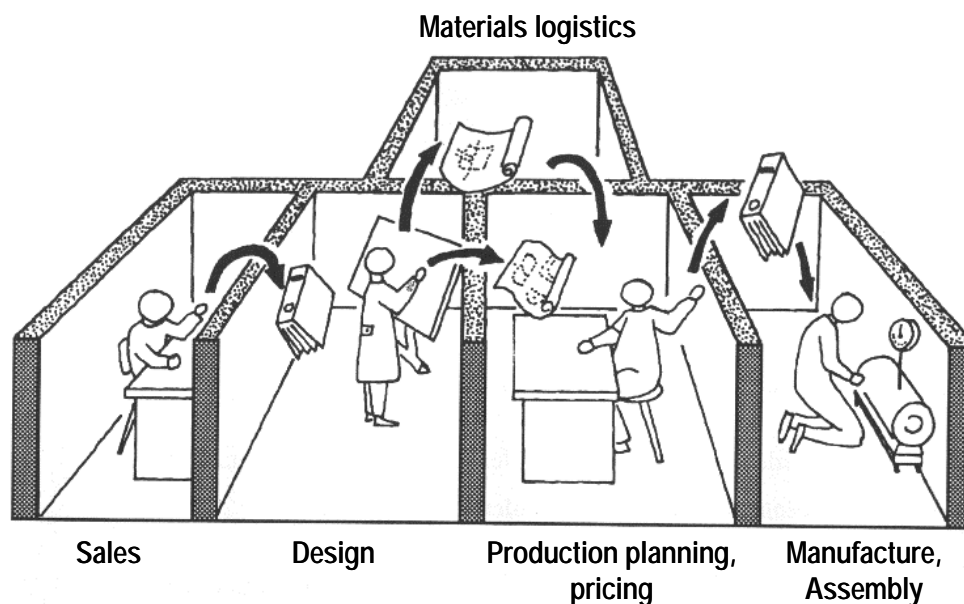 Materials logistics
Sales
Design
Production planning,
pricing
Manufacture,
Assembly